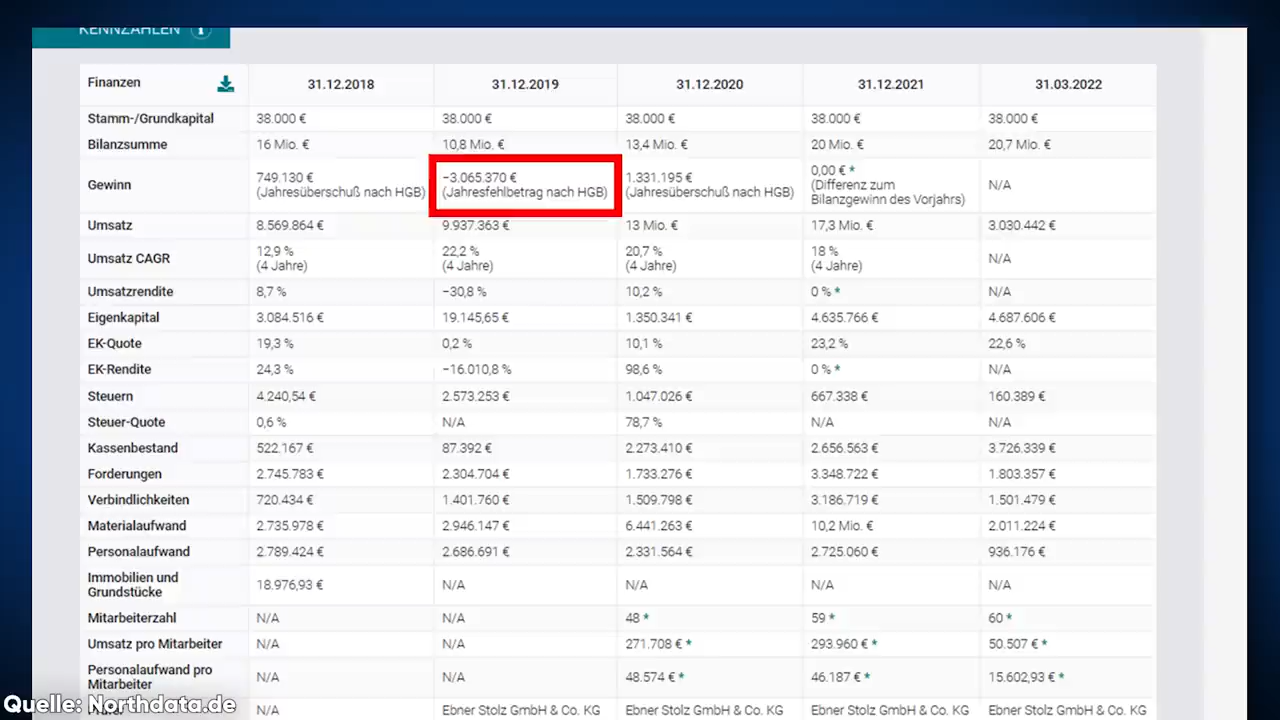 KENNZAHLEN i
Finanzen 31.12.2018 31.12.2019 31.12.2020 31.12.2021 31.03.2022
Stamm-/Grundkapital 38.000 € 38.000 € 38.000 € 38.000 € 38.000 €
Bilanzsumme 16 Mio. € 10,8 Mio. € 13,4 Mio. € 20 Mio. € 20,7 Mio. €
Gewinn 749.130 € (Jahresüberschuß nach HGB) −3.065.370 € (Jahresfehlbetrag nach HGB) 1.331.195 € (Jahresüberschuß nach HGB) 0,00 € * (Differenz zum Bilanzgewinn des Vorjahrs) N/A
Umsatz 8.569.864 € 9.937.363 € 13 Mio. € 17,3 Mio. € 3.030.442 €
Umsatz CAGR 12,9 % (4 Jahre) 22,2 % (4 Jahre) 20,7 % (4 Jahre) 18 % (4 Jahre) N/A
Umsatzrendite 8,7 % −30,8 % 10,2 % 0 % * N/A
Eigenkapital 3.084.516 € 19.145,65 € 1.350.341 € 4.635.766 € 4.687.606 €
EK-Quote 19,3 % 0,2 % 10,1 % 23,2 % 22,6 %
EK-Rendite 24,3 % −16.010,8 % 98,6 % 0 % * N/A
Steuern 4.240,54 € 2.573.253 € 1.047.026 € 667.338 € 160.389 €
Steuer-Quote 0,6 % N/A 78,7 % N/A N/A
Kassenbestand 522.167 € 87.392 € 2.273.410 € 2.656.563 € 3.726.339 €
Forderungen 2.745.783 € 2.304.704 € 1.733.276 € 3.348.722 € 1.803.357 €
Verbindlichkeiten 720.434 € 1.401.760 € 1.509.798 € 3.186.719 € 1.501.479 €
Materialaufwand 2.735.978 € 2.946.147 € 6.441.263 € 10,2 Mio. € 2.011.224 €
Personalaufwand 2.789.424 € 2.686.691 € 2.331.564 € 2.725.060 € 936.176 €
Immobilien und Grundstücke 18.976,93 € N/A N/A N/A N/A
Mitarbeiterzahl N/A N/A 48 * 59 * 60 *
Umsatz pro Mitarbeiter N/A N/A 271.708 € * 293.960 € * 50.507 € *
Personalaufwand pro Mitarbeiter N/A N/A 48.574 € * 46.187 € * 15.602,93 € *
N/A Ebner Stolz GmbH & Co. KG Ebner Stolz GmbH & Co. KG Ebner Stolz GmbH & Co. KG Ebner Stolz GmbH & Co. KG
Quelle: Northdata.de